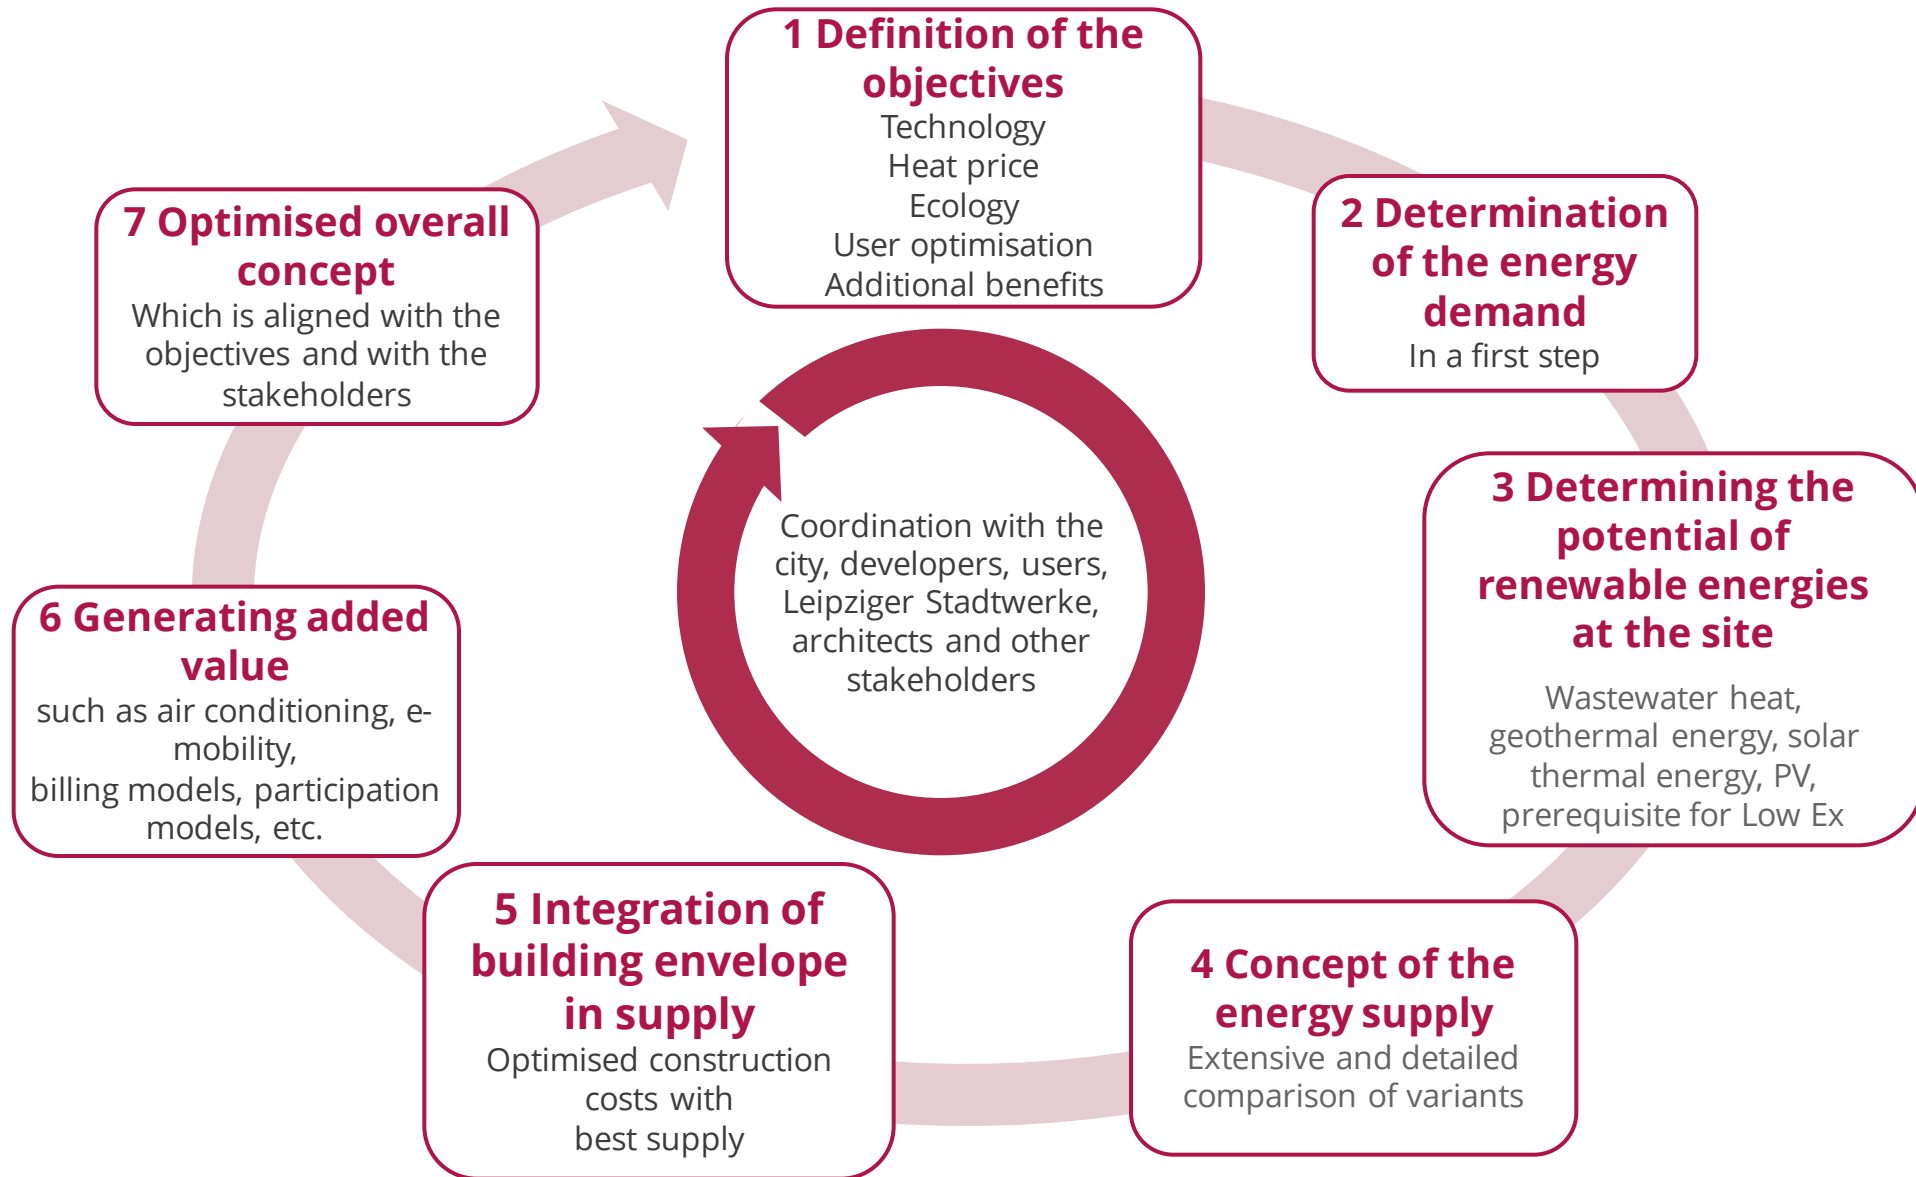 1 Definition of the
objectives
Technology
Heat price
Ecology
User optimisation
Additional benefits
2 Determination
of the energy
demand
In a first step
3 Determining the
potential of
renewable energies
at the site
Wastewater heat,
geothermal energy, solar
thermal energy, PV,
prerequisite for Low Ex
4 Concept of the
energy supply
Extensive and detailed
comparison of variants
5 Integration of
building envelope
in supply
Optimised construction
costs with
best supply
6 Generating added
value
such as air conditioning, e-
mobility,
billing models, participation
models, etc.
7 Optimised overall
concept
Which is aligned with the
objectives and with the
stakeholders
Coordination with the
city, developers, users,
Leipziger Stadtwerke,
architects and other
stakeholders